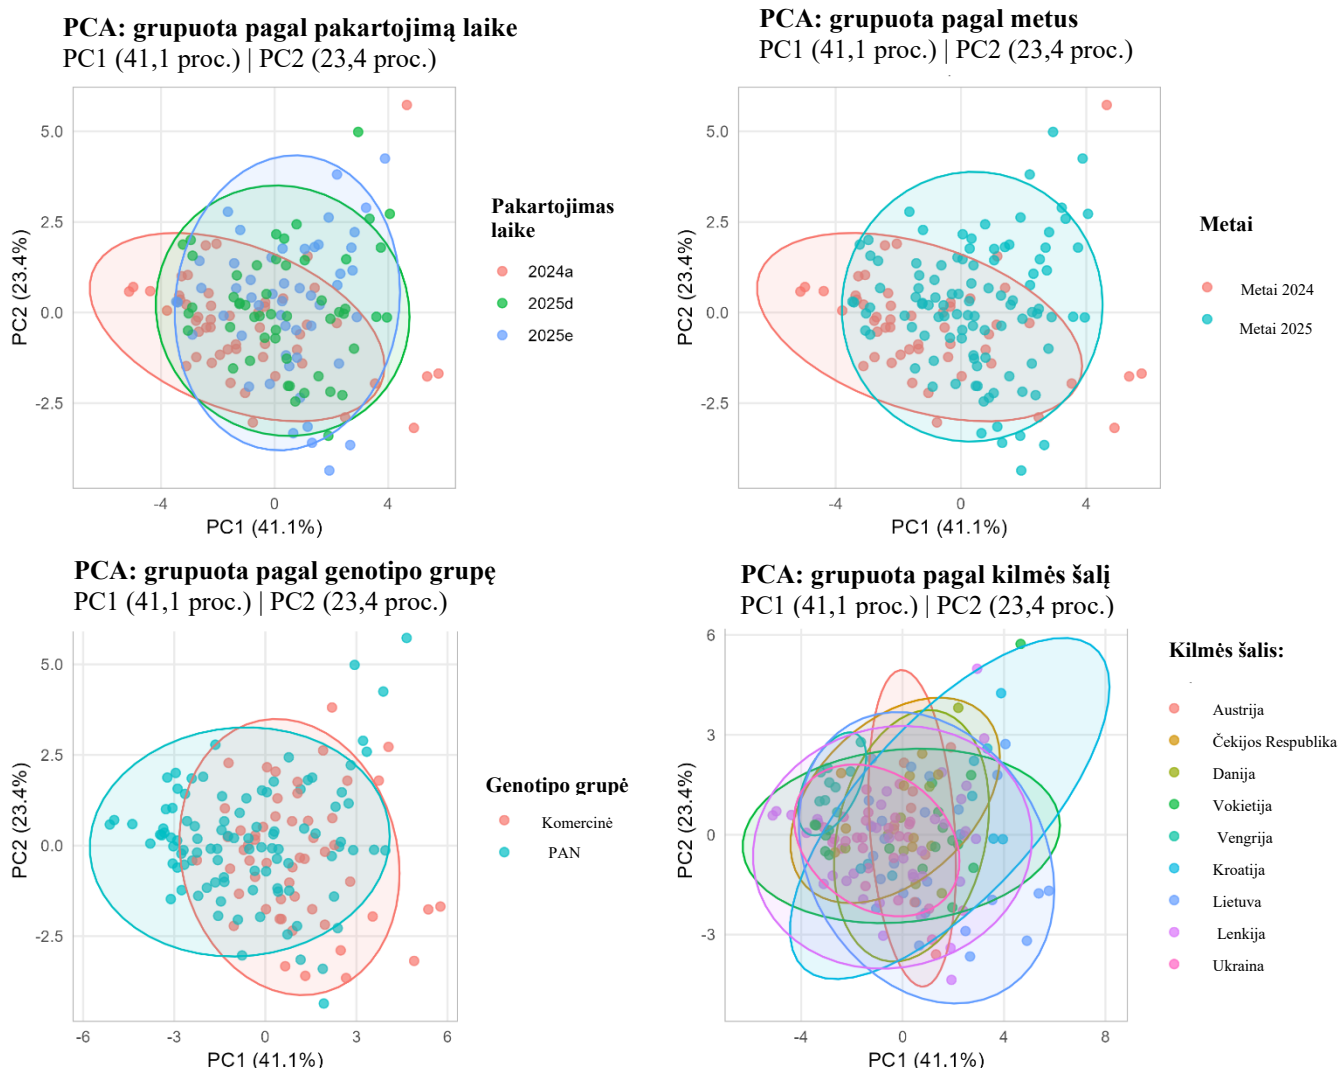 PCA: grupuota pagal pakartojimą laike
PC1 (41,1 proc.) | PC2 (23,4 proc.)
5.0
2.5
0.0
-2.5
PC2 (23.4%)
-4
0
4
PC1 (41.1%)
Pakartojimas
laike
2024a
2025d
2025e
PCA: grupuota pagal metus
PC1 (41,1 proc.) | PC2 (23,4 proc.)
5.0
2.5
0.0
-2.5
PC2 (23.4%)
-4
0
4
PC1 (41.1%)
Metai
Metai 2024
Metai 2025
PCA: grupuota pagal genotipo grupę
PC1 (41,1 proc.) | PC2 (23,4 proc.)
5.0
2.5
0.0
-2.5
PC2 (23.4%)
-6
-3
0
3
6
PC1 (41.1%)
Genotipo grupė
Komercinė
PAN
PCA: grupuota pagal kilmės šalį
PC1 (41,1 proc.) | PC2 (23,4 proc.)
6
3
0
-3
PC2 (23.4%)
-4
0
4
8
PC1 (41.1%)
Kilmės šalis:
Austrija
Čekijos Respublika
Danija
Vokietija
Vengrija
Kroatija
Lietuva
Lenkija
Ukraina